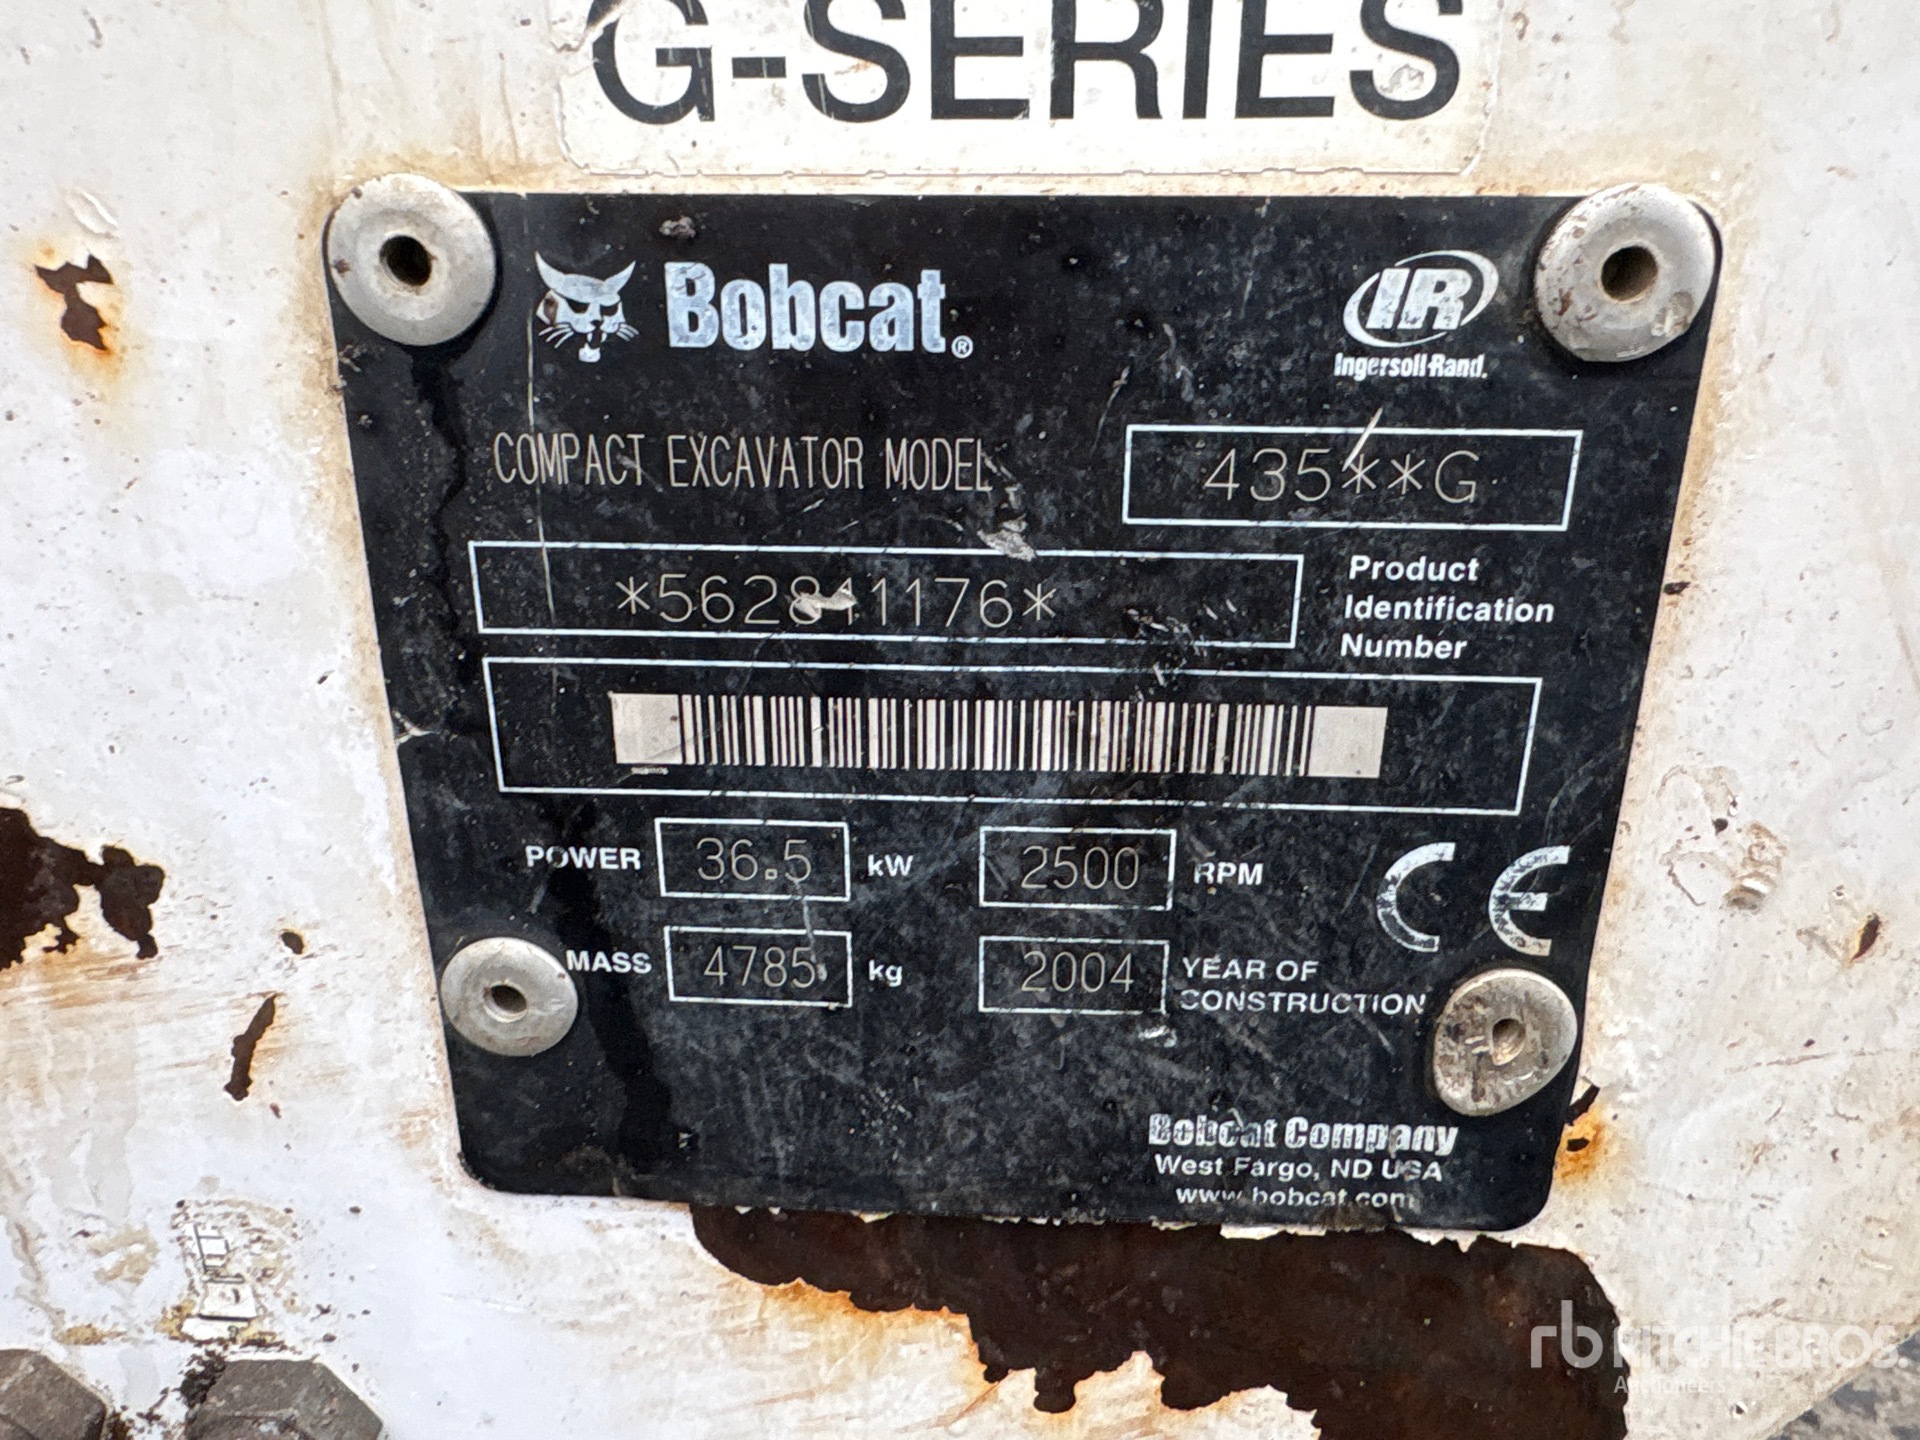 G-SERIES
Bobcat®
IR
Ingersoll-Rand.
COMPACT EXCAVATOR MODEL 435**G
*562811176* Product
Identification
Number
POWER 36.5 kW 2500 RPM CE
MASS 4785 kg 2004 YEAR OF
CONSTRUCTION
Bobcat Company
West Fargo, ND USA
www.bobcat.com
rb RITCHIE BROS.
Auctioneers